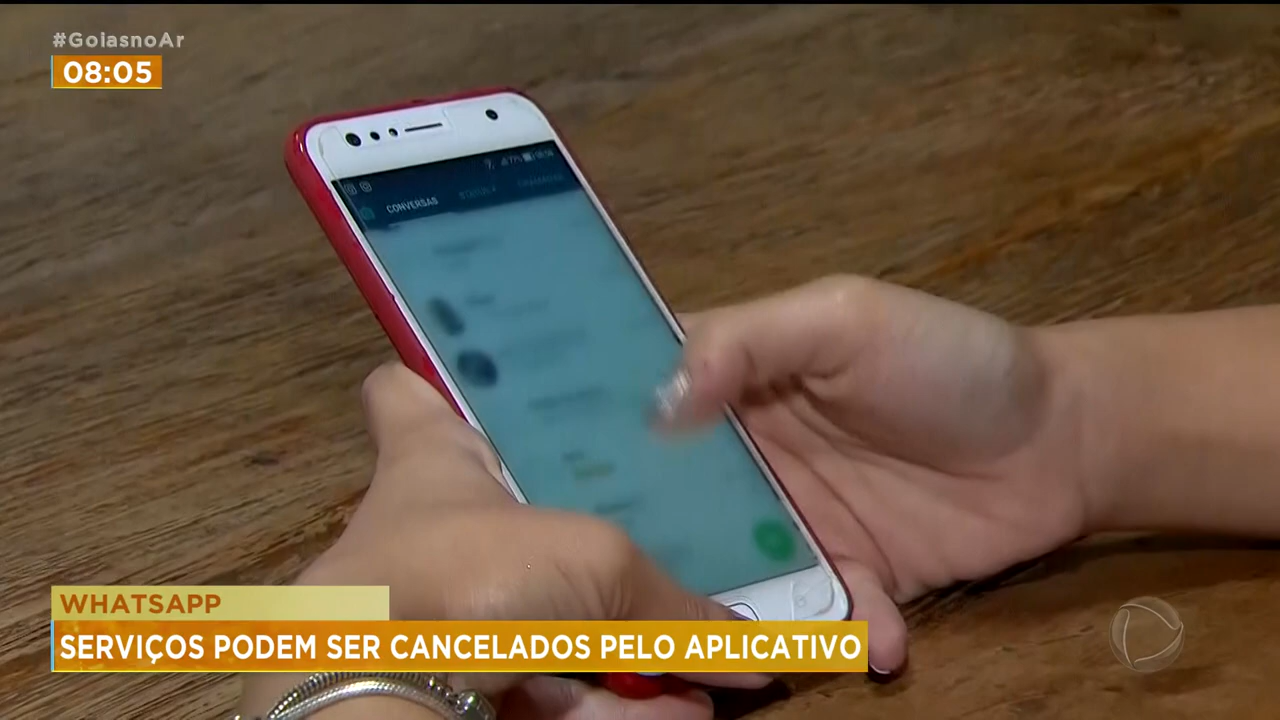 #GoiasnoAr
08:05
CONVERSAS
WHATSAPP
SERVIÇOS PODEM SER CANCELADOS PELO APLICATIVO